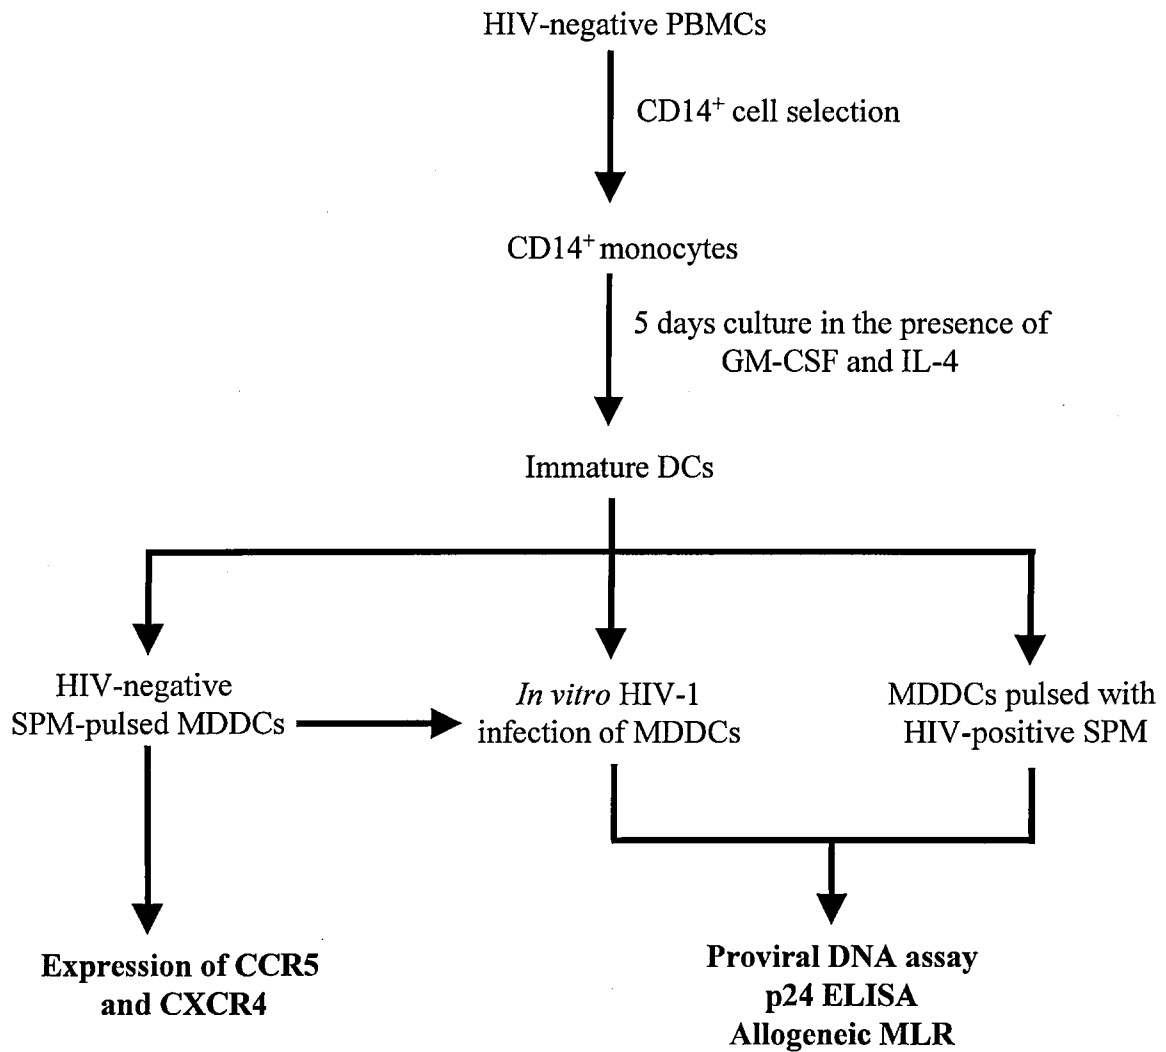 HIV-negative PBMCs
CD14⁺ cell selection
CD14⁺ monocytes
5 days culture in the presence of
GM-CSF and IL-4
Immature DCs
HIV-negative
SPM-pulsed MDDCs
In vitro HIV-1
infection of MDDCs
MDDCs pulsed with
HIV-positive SPM
Expression of CCR5
and CXCR4
Proviral DNA assay
p24 ELISA
Allogeneic MLR